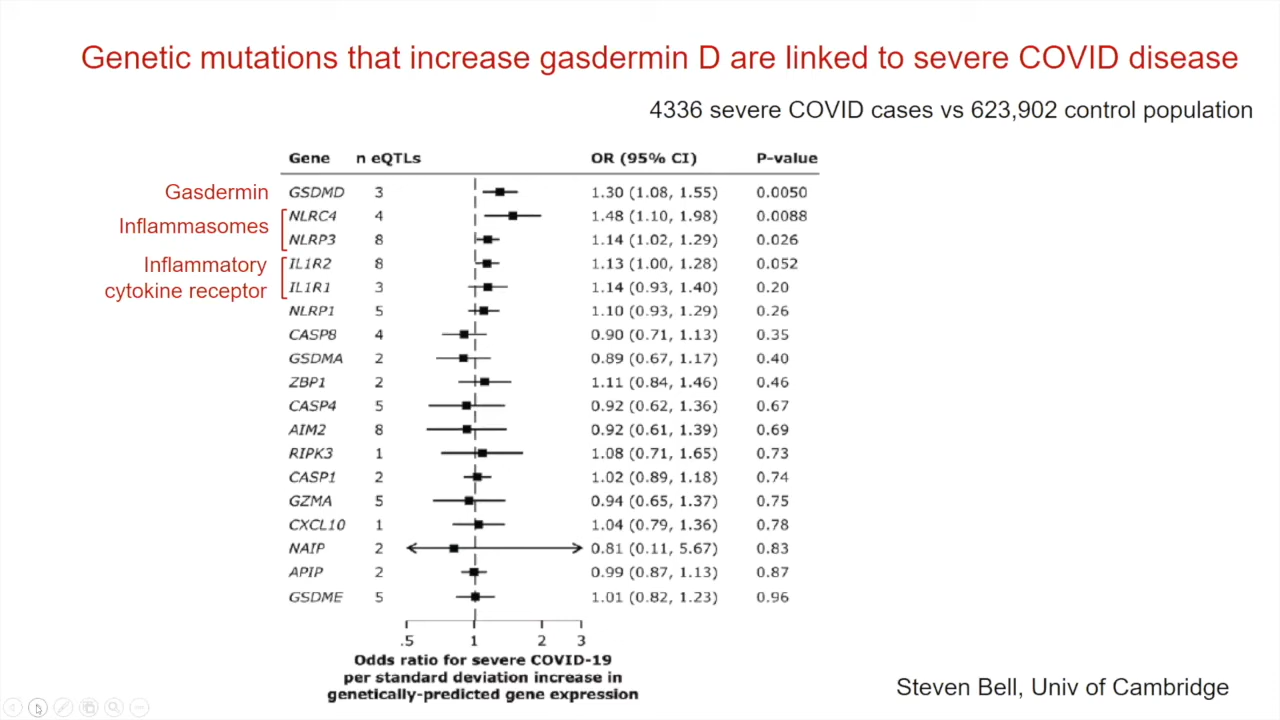 Genetic mutations that increase gasdermin D are linked to severe COVID disease
4336 severe COVID cases vs 623,902 control population
Gene n eQTLs OR (95% CI) P-value
Gasdermin GSDMD 3 1.30 (1.08, 1.55) 0.0050
Inflammasomes
NLRC4 4 1.48 (1.10, 1.98) 0.0088
NLRP3 8 1.14 (1.02, 1.29) 0.026
Inflammatory
cytokine receptor
IL1R2 8 1.13 (1.00, 1.28) 0.052
IL1R1 3 1.14 (0.93, 1.40) 0.20
NLRP1 5 1.10 (0.93, 1.29) 0.26
CASP8 4 0.90 (0.71, 1.13) 0.35
GSDMA 2 0.89 (0.67, 1.17) 0.40
ZBP1 2 1.11 (0.84, 1.46) 0.46
CASP4 5 0.92 (0.62, 1.36) 0.67
AIM2 8 0.92 (0.61, 1.39) 0.69
RIPK3 1 1.08 (0.71, 1.65) 0.73
CASP1 2 1.02 (0.89, 1.18) 0.74
GZMA 5 0.94 (0.65, 1.37) 0.75
CXCL10 1 1.04 (0.79, 1.36) 0.78
NAIP 2 0.81 (0.11, 5.67) 0.83
APIP 2 0.99 (0.87, 1.13) 0.87
GSDME 5 1.01 (0.82, 1.23) 0.96
.5 1 2 3
Odds ratio for severe COVID-19
per standard deviation increase in
genetically-predicted gene expression
Steven Bell, Univ of Cambridge